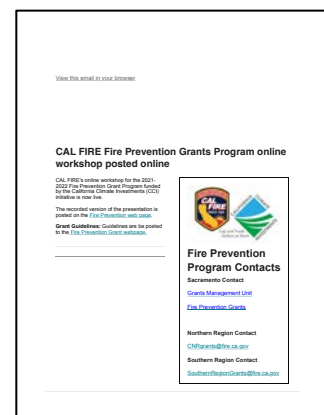 View this email in your browser
CAL FIRE Fire Prevention Grants Program online
workshop posted online
CAL FIRE's online workshop for the 2021-
2022 Fire Prevention Grant Program funded
by the California Climate Investments (CCI)
initiative is now live.
The recorded version of the presentation is
posted on the Fire Prevention web page.
Grant Guidelines: Guidelines are be posted
to the Fire Prevention Grant webpage.
CAL
FIRE
Fire Prevention
Program Contacts
Sacramento Contact
Grants Management Unit
Fire Prevention Grants
Northern Region Contact
CNRgrants@fire.ca.gov
Southern Region Contact
SouthernRegionGrants@fire.ca.gov